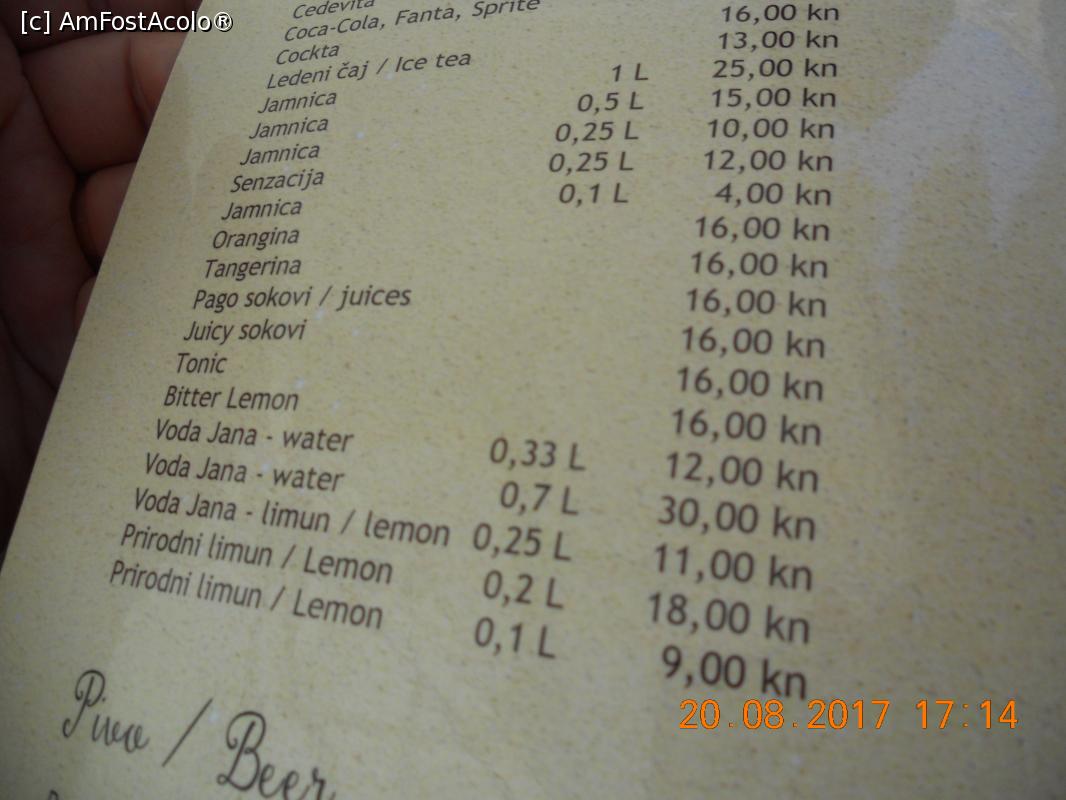 [c] AmFostAcolo®
Cedevita
Coca-Cola, Fanta, Sprite
Cockta 16,00 kn
Ledeni čaj / Ice tea 13,00 kn
Jamnica 1 L 25,00 kn
Jamnica 0,5 L 15,00 kn
Jamnica 0,25 L 10,00 kn
Senzacija 0,25 L 12,00 kn
Jamnica 0,1 L 4,00 kn
Orangina 16,00 kn
Tangerina 16,00 kn
Pago sokovi / juices 16,00 kn
Juicy sokovi 16,00 kn
Tonic 16,00 kn
Bitter Lemon 16,00 kn
Voda Jana - water 0,33 L 12,00 kn
Voda Jana - water 0,7 L 30,00 kn
Voda Jana - limun / lemon 0,25 L 11,00 kn
Prirodni limun / Lemon 0,2 L 18,00 kn
Prirodni limun / Lemon 0,1 L 9,00 kn
Pivo / Beer
20.08.2017 17:14